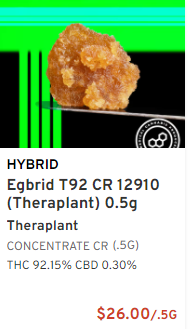 HYBRID
Egbrid T92 CR 12910
(Theraplant) 0.5g
Theraplant
CONCENTRATE CR (.5G)
THC 92.15% CBD 0.30%
$26.00/.5G